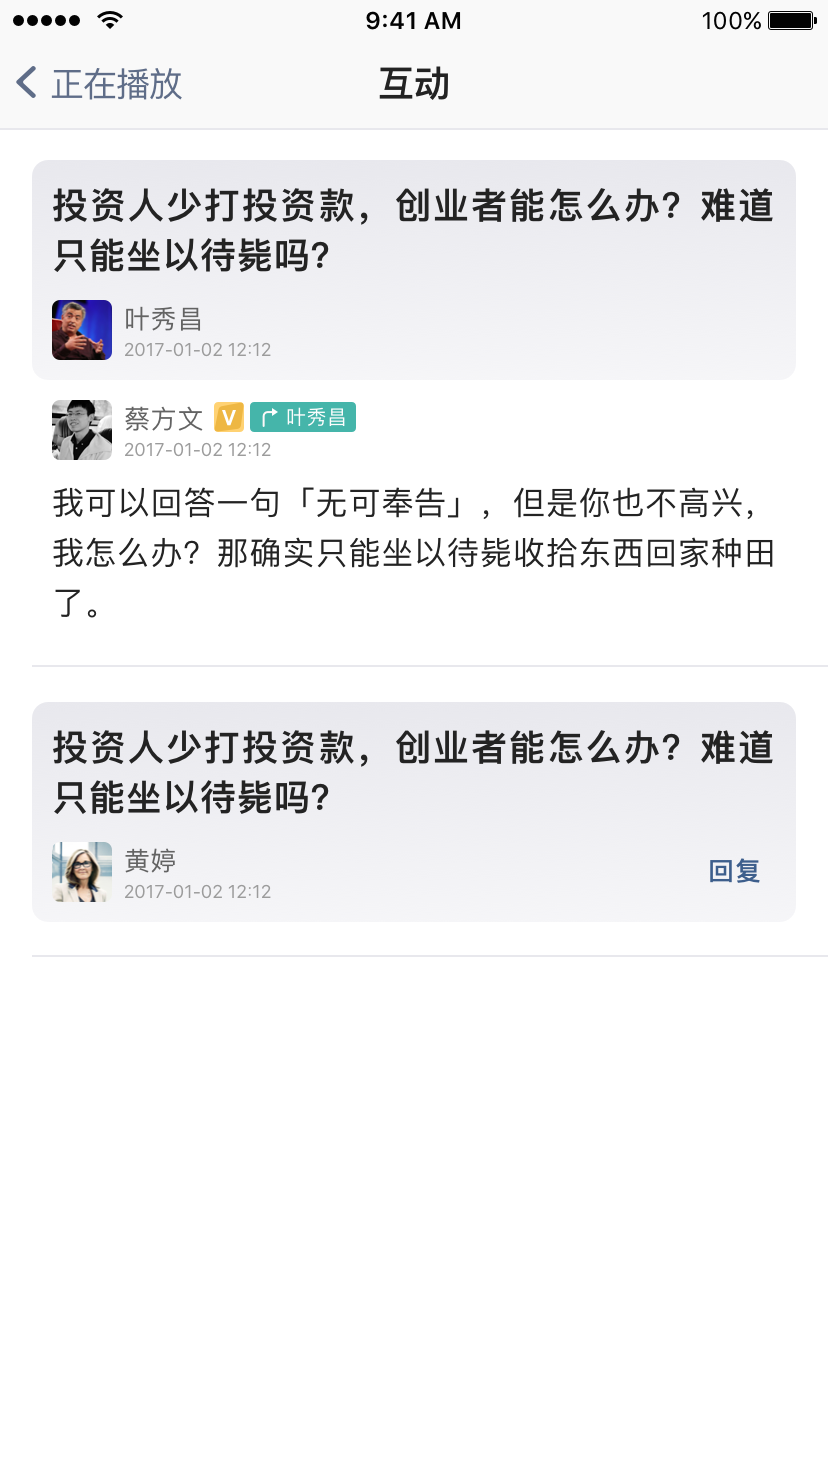 9:41 AM
100%
正在播放
互动
投资人少打投资款，创业者能怎么办？难道
只能坐以待毙吗?
叶秀昌
2017-01-02 12:12
蔡方文 V 叶秀昌
2017-01-02 12:12
我可以回答一句「无可奉告」，但是你也不高兴，
我怎么办？那确实只能坐以待毙收拾东西回家种田
了。
投资人少打投资款，创业者能怎么办？难道
只能坐以待毙吗?
黄婷
2017-01-02 12:12
回复